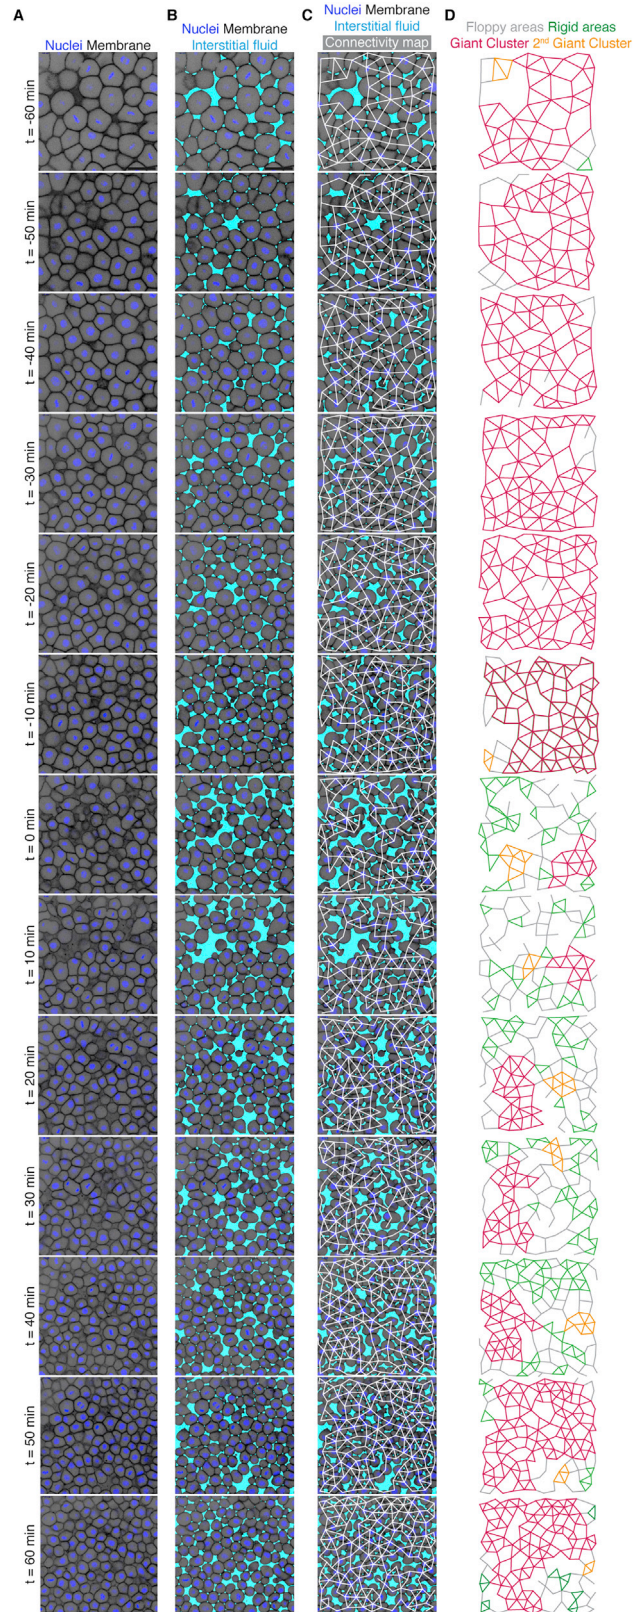 A
B
C
D
Nuclei Membrane
Nuclei Membrane
Interstitial fluid
Nuclei Membrane
Interstitial fluid
Connectivity map
Floppy areas Rigid areas
Giant Cluster 2nd Giant Cluster
t = -60 min
t = -50 min
t = -40 min
t = -30 min
t = -20 min
t = -10 min
t = 0 min
t = 10 min
t = 20 min
t = 30 min
t = 40 min
t = 50 min
t = 60 min